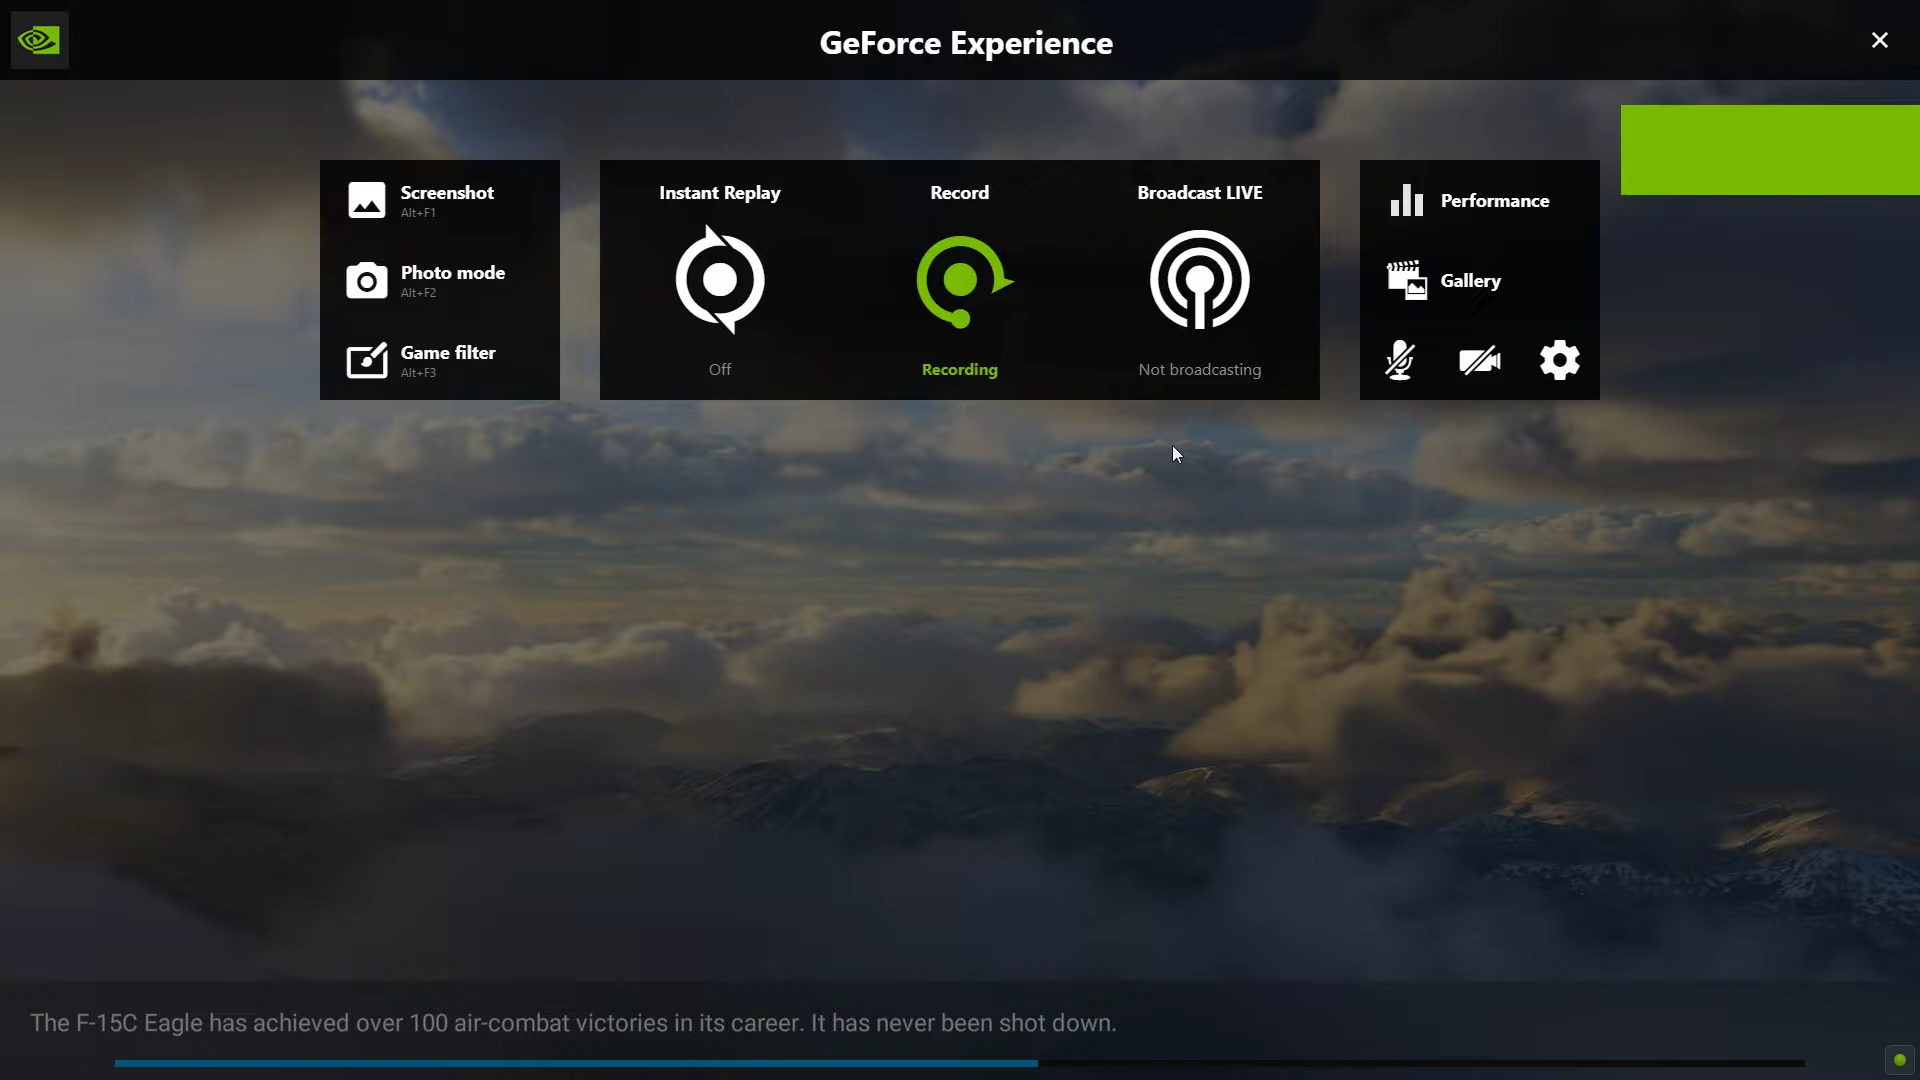 GeForce Experience
Screenshot
Alt+F1
Photo mode
Alt+F2
Game filter
Alt+F3
Instant Replay
Off
Record
Recording
Broadcast LIVE
Not broadcasting
Performance
Gallery
The F-15C Eagle has achieved over 100 air-combat victories in its career. It has never been shot down.